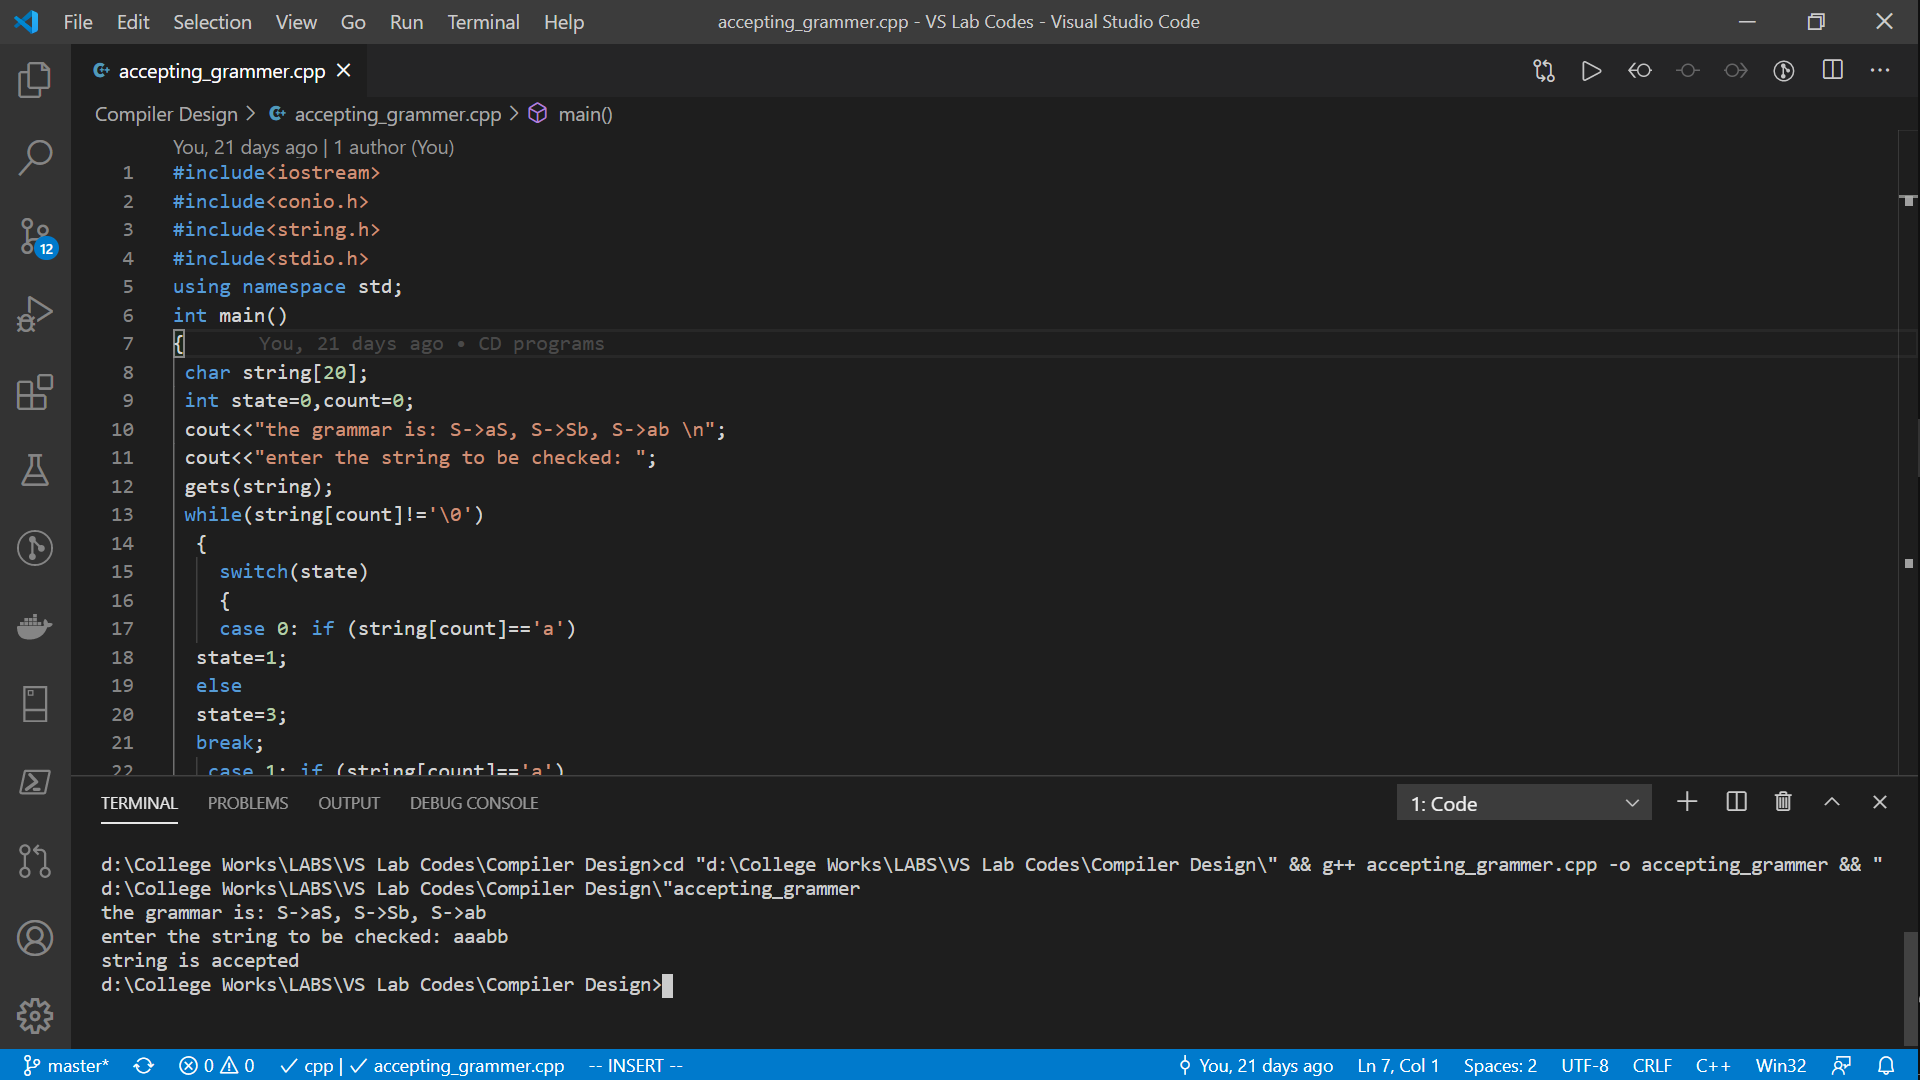 File Edit Selection View Go Run Terminal Help accepting_grammer.cpp - VS Lab Codes - Visual Studio Code
accepting_grammer.cpp
Compiler Design > accepting_grammer.cpp > main()
You, 21 days ago | 1 author (You)
1 #include<iostream>
2 #include<conio.h>
3 #include<string.h>
4 #include<stdio.h>
5 using namespace std;
6 int main()
7 { You, 21 days ago • CD programs
8 char string[20];
9 int state=0,count=0;
10 cout<<"the grammar is: S->aS, S->Sb, S->ab \n";
11 cout<<"enter the string to be checked: ";
12 gets(string);
13 while(string[count]!='\0')
14 {
15 switch(state)
16 {
17 case 0: if (string[count]=='a')
18 state=1;
19 else
20 state=3;
21 break;
22 case 1: if (string[count]=='a')
12
TERMINAL PROBLEMS OUTPUT DEBUG CONSOLE 1: Code
d:\College Works\LABS\VS Lab Codes\Compiler Design>cd "d:\College Works\LABS\VS Lab Codes\Compiler Design\" && g++ accepting_grammer.cpp -o accepting_grammer && "
d:\College Works\LABS\VS Lab Codes\Compiler Design\"accepting_grammer
the grammar is: S->aS, S->Sb, S->ab
enter the string to be checked: aaabb
string is accepted
d:\College Works\LABS\VS Lab Codes\Compiler Design>
master* 0 0 cpp | accepting_grammer.cpp -- INSERT -- You, 21 days ago Ln 7, Col 1 Spaces: 2 UTF-8 CRLF C++ Win32